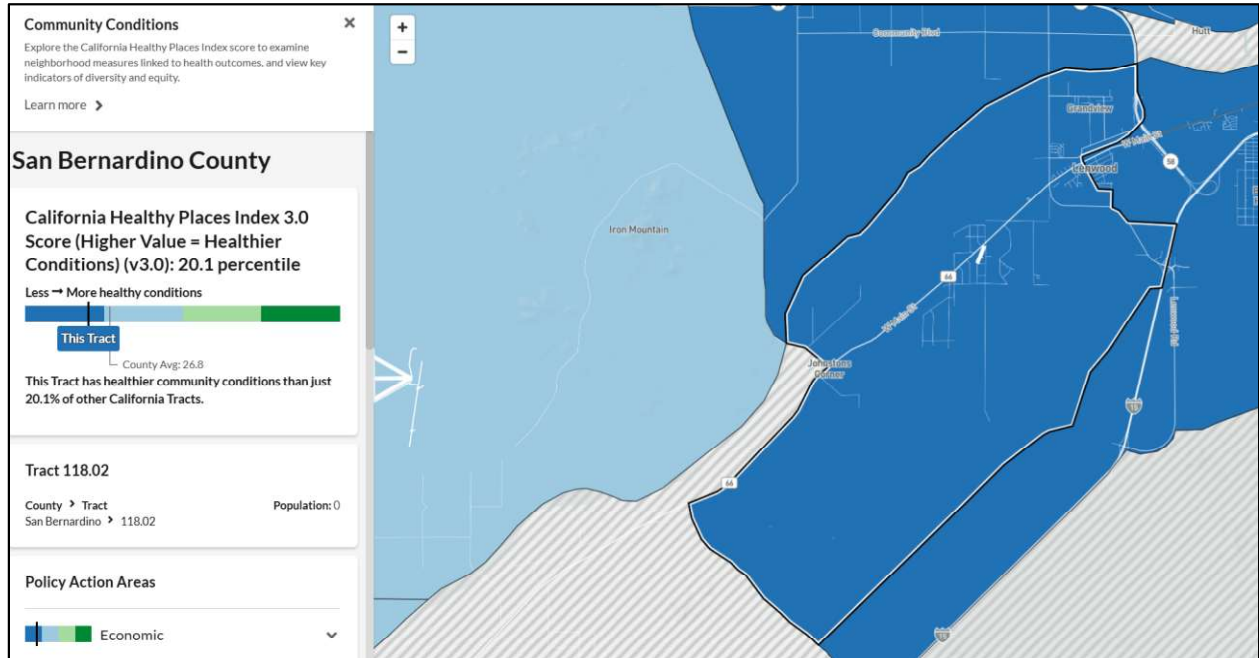 Community Conditions
×
Explore the California Healthy Places Index score to examine
neighborhood measures linked to health outcomes, and view key
indicators of diversity and equity.
Learn more
San Bernardino County
California Healthy Places Index 3.0
Score (Higher Value = Healthier
Conditions) (v3.0): 20.1 percentile
Less → More healthy conditions
This Tract
County Avg: 26.8
This Tract has healthier community conditions than just
20.1% of other California Tracts.
Tract 118.02
County > Tract
Population: 0
San Bernardino > 118.02
Policy Action Areas
Economic
+
−
Community Blvd
Hutt
Grandview
W Main St
Lenwood
58
Iron Mountain
66
W Main St
Lenwood Rd
Johnstons
Corner
15
66
15